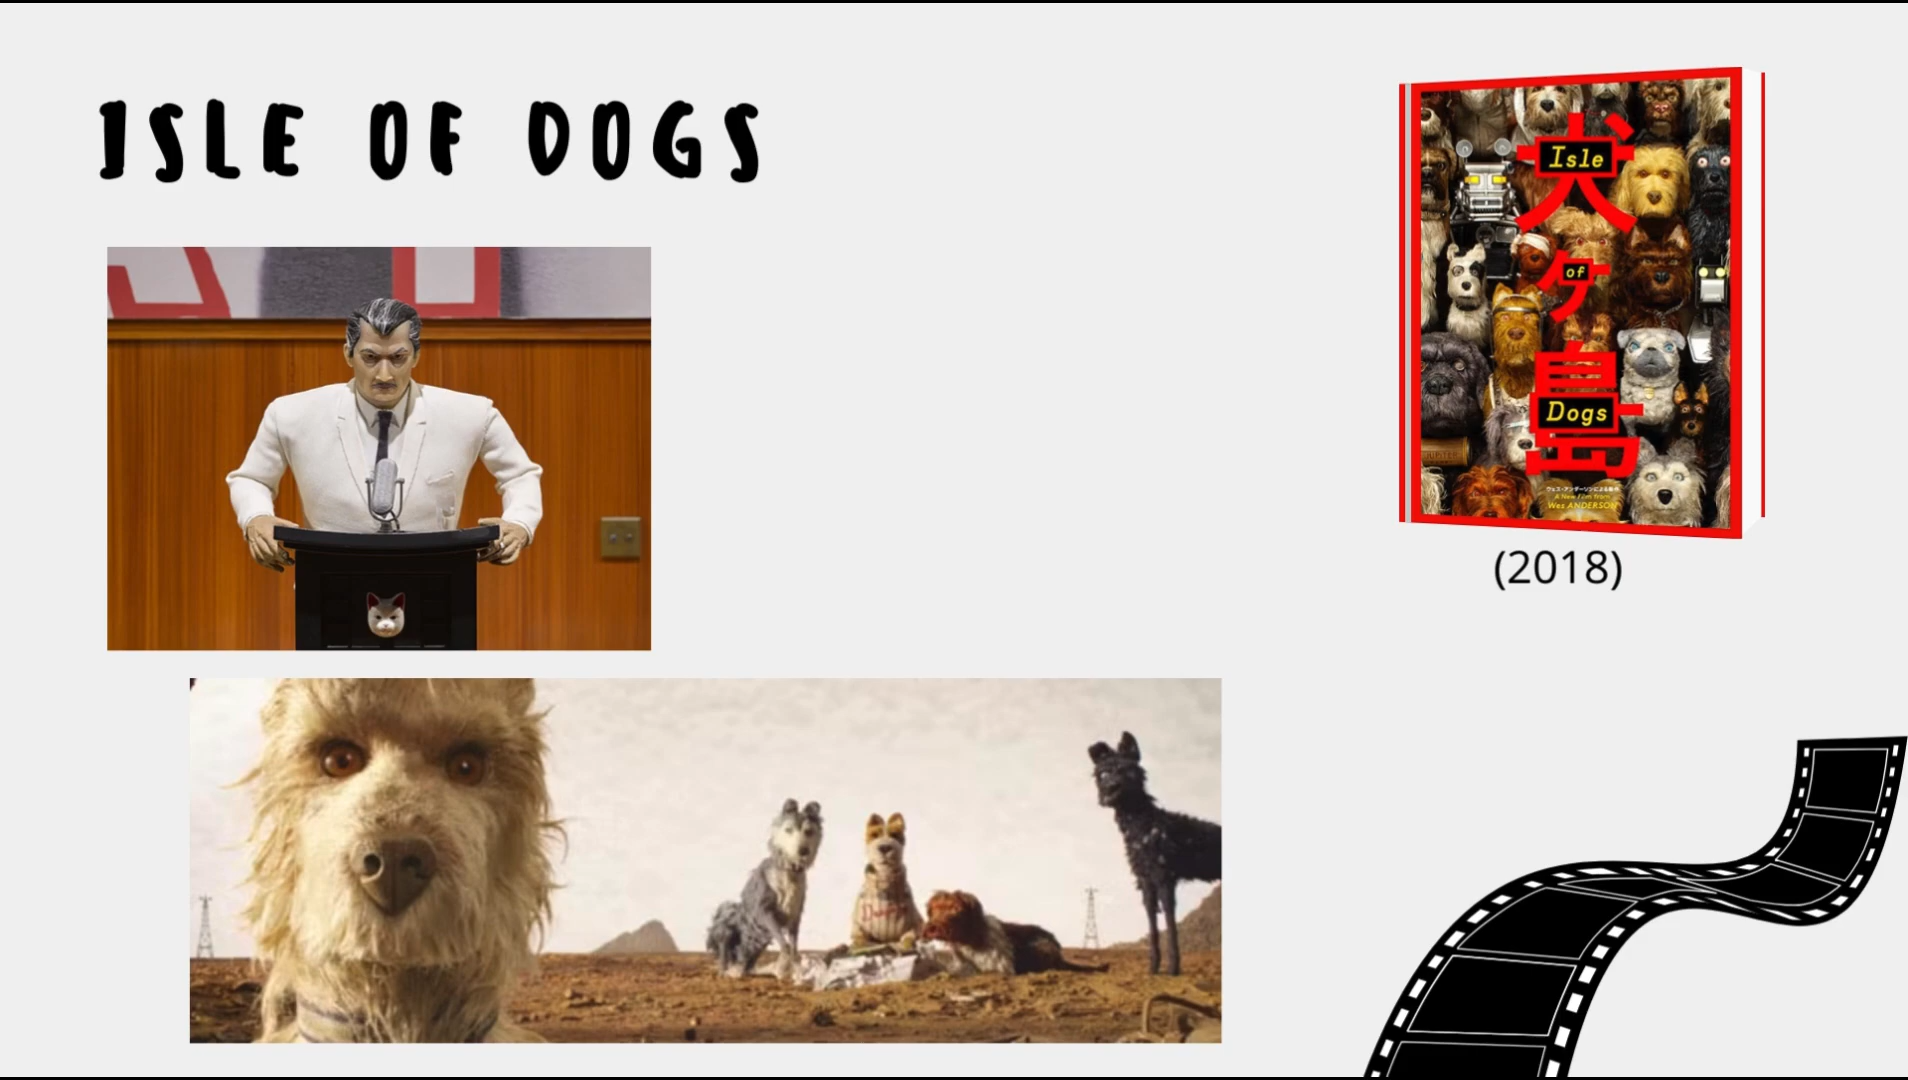 ISLE OF DOGS
犬
Isle
ケ
of
島
Dogs
A New Film from
Wes ANDERSON
(2018)